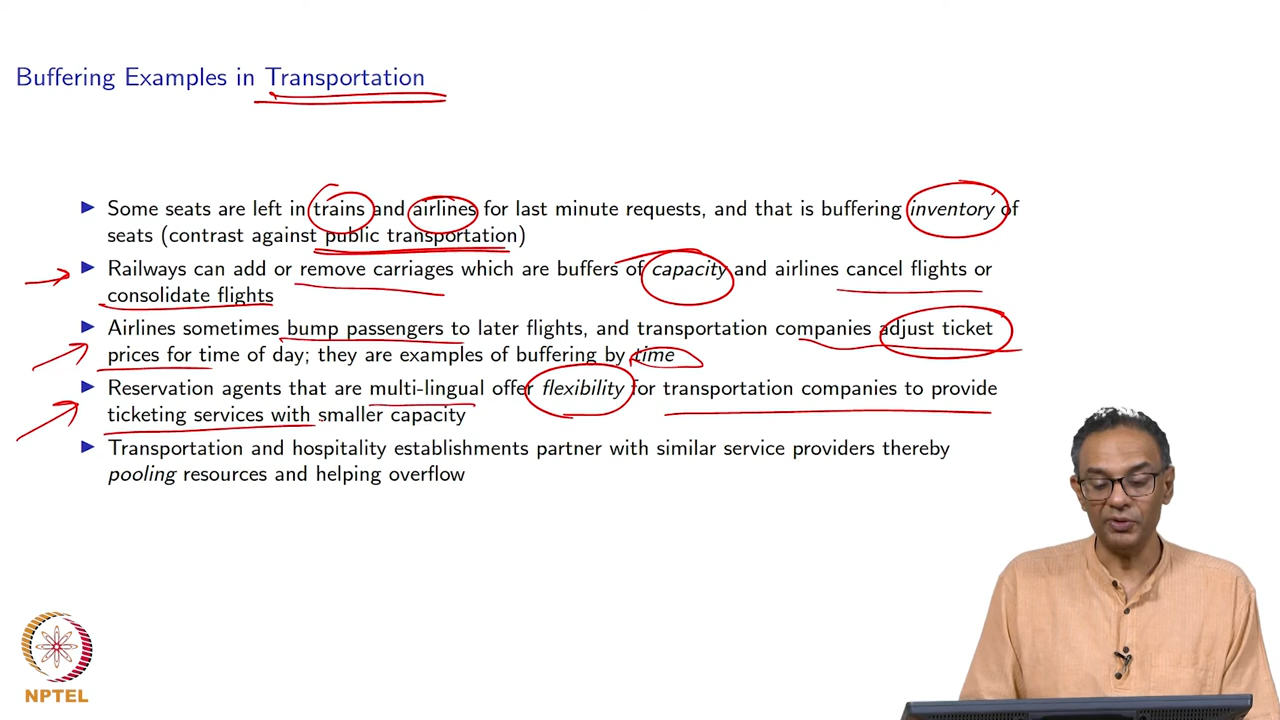 Buffering Examples in Transportation
▶ Some seats are left in trains and airlines for last minute requests, and that is buffering inventory of
seats (contrast against public transportation)
▶ Railways can add or remove carriages which are buffers of capacity and airlines cancel flights or
consolidate flights
▶ Airlines sometimes bump passengers to later flights, and transportation companies adjust ticket
prices for time of day; they are examples of buffering by time
▶ Reservation agents that are multi-lingual offer flexibility for transportation companies to provide
ticketing services with smaller capacity
▶ Transportation and hospitality establishments partner with similar service providers thereby
pooling resources and helping overflow
NPTEL